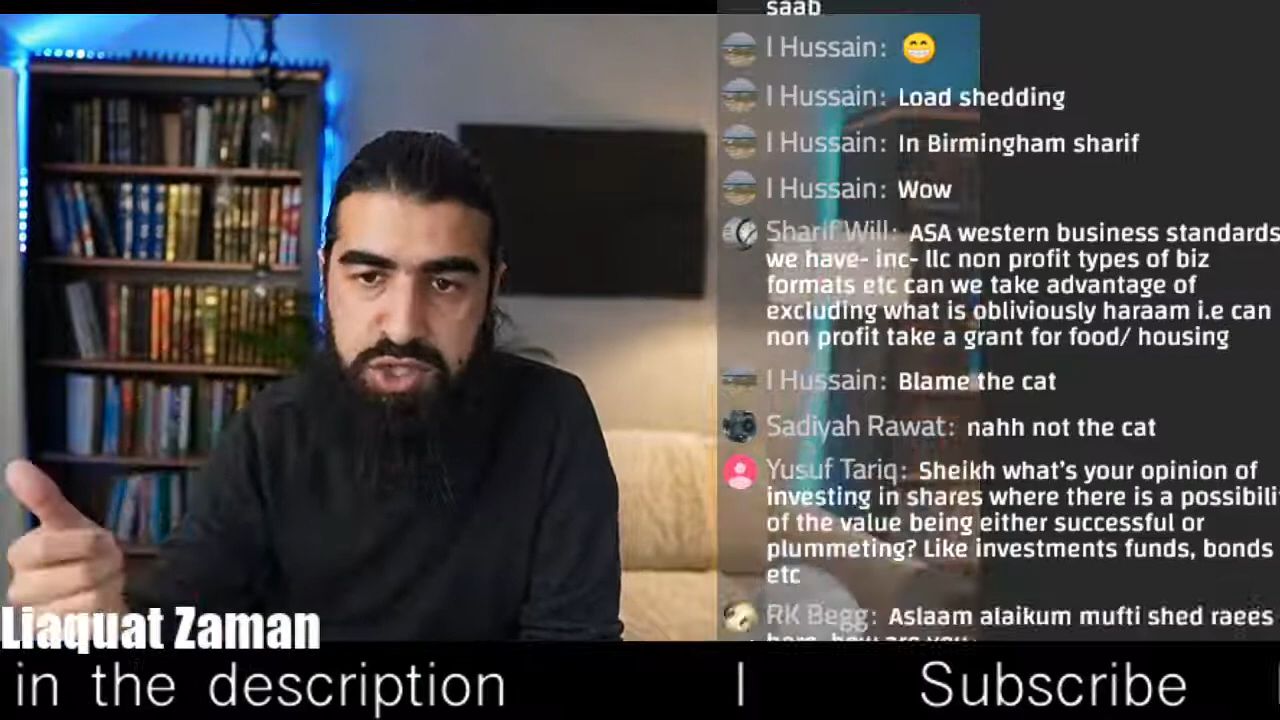 saab
I Hussain: 😁
I Hussain: Load shedding
I Hussain: In Birmingham sharif
I Hussain: Wow
Sharif Will: ASA western business standards
we have- inc- llc non profit types of biz
formats etc can we take advantage of
excluding what is obliviously haraam i.e can
non profit take a grant for food/ housing
I Hussain: Blame the cat
Sadiyah Rawat: nahh not the cat
Yusuf Tariq: Sheikh what's your opinion of
investing in shares where there is a possibili
of the value being either successful or
plummeting? Like investments funds, bonds
etc
RK Begg: Aslaam alaikum mufti shed raees
here, how are you
Liaquat Zaman
in the description | Subscribe